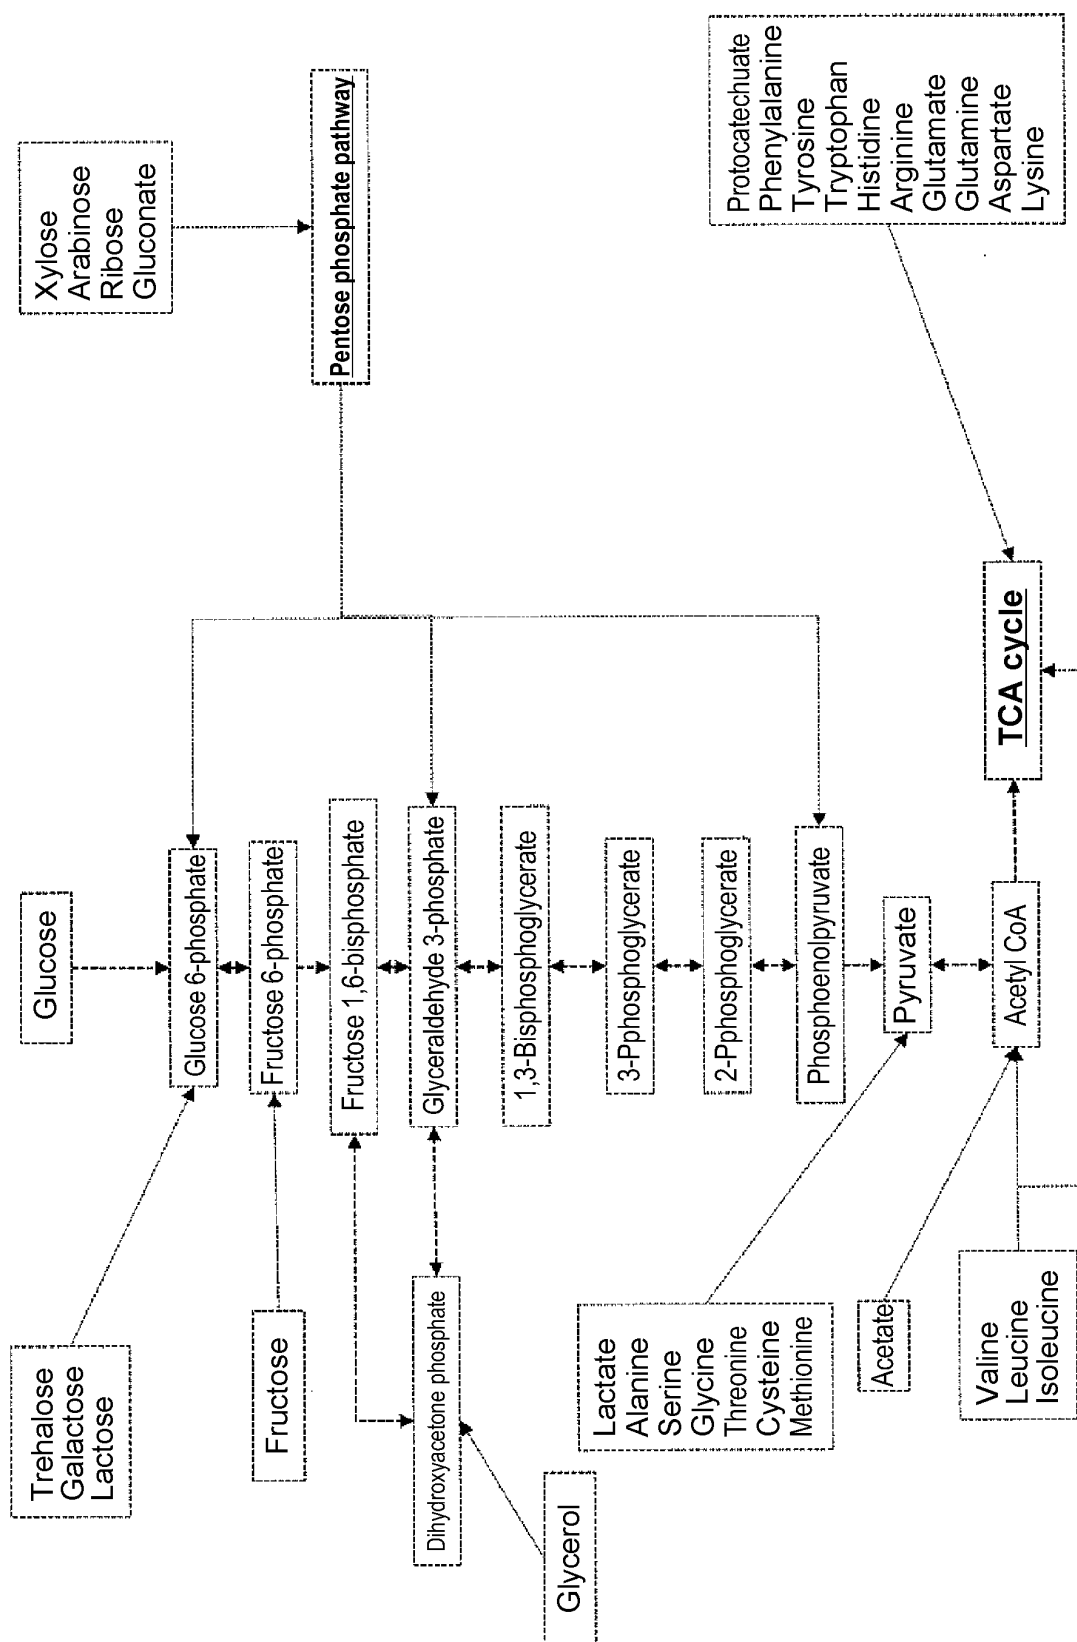 Trehalose
Galactose
Lactose
Glucose
Xylose
Arabinose
Ribose
Gluconate
Glucose 6-phosphate
Fructose
Fructose 6-phosphate
Pentose phosphate pathway
Fructose 1,6-bisphosphate
Dihydroxyacetone phosphate
Glyceraldehyde 3-phosphate
Glycerol
1,3-Bisphosphoglycerate
3-Pphosphoglycerate
2-Pphosphoglycerate
Phosphoenolpyruvate
Lactate
Alanine
Serine
Glycine
Threonine
Cysteine
Methionine
Pyruvate
Acetate
Acetyl CoA
TCA cycle
Valine
Leucine
Isoleucine
Protocatechuate
Phenylalanine
Tyrosine
Tryptophan
Histidine
Arginine
Glutamate
Glutamine
Aspartate
Lysine